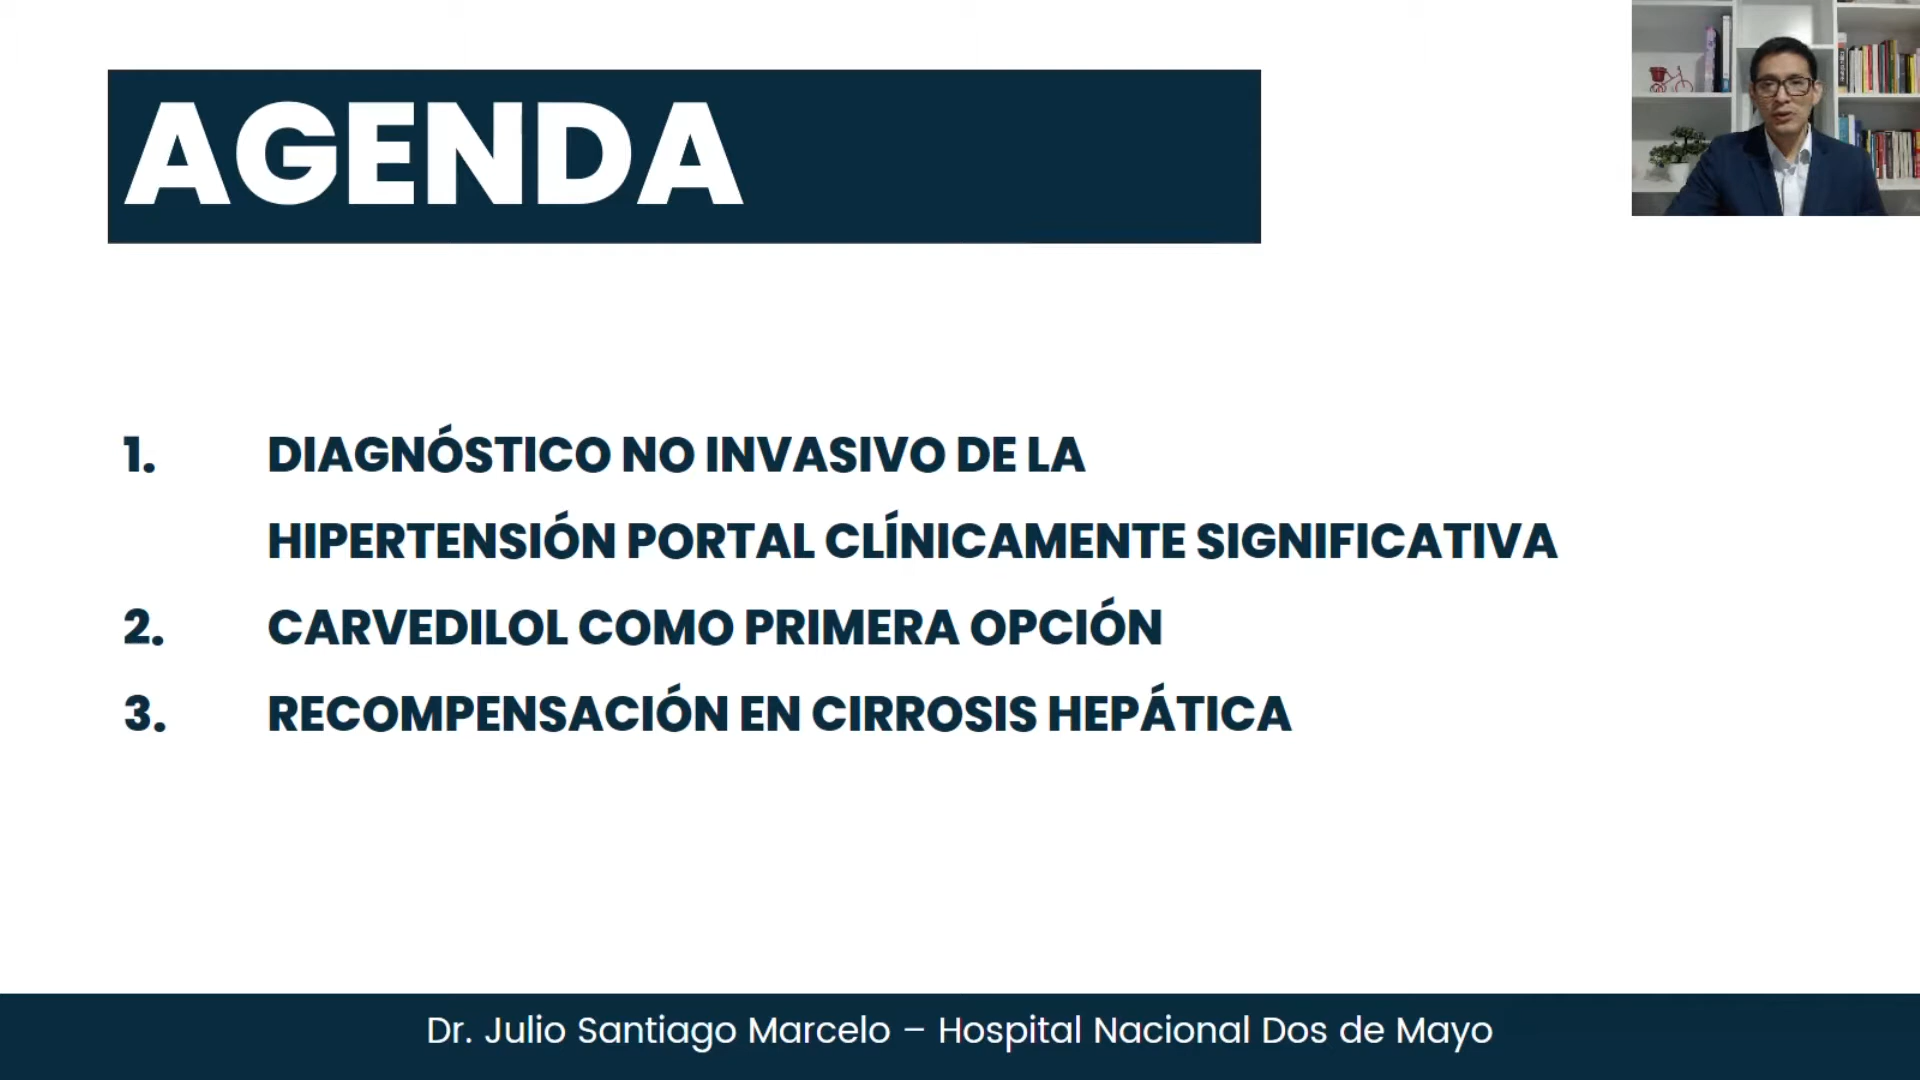 AGENDA
1. DIAGNÓSTICO NO INVASIVO DE LA
HIPERTENSIÓN PORTAL CLÍNICAMENTE SIGNIFICATIVA
2. CARVEDILOL COMO PRIMERA OPCIÓN
3. RECOMPENSACIÓN EN CIRROSIS HEPÁTICA
Dr. Julio Santiago Marcelo – Hospital Nacional Dos de Mayo